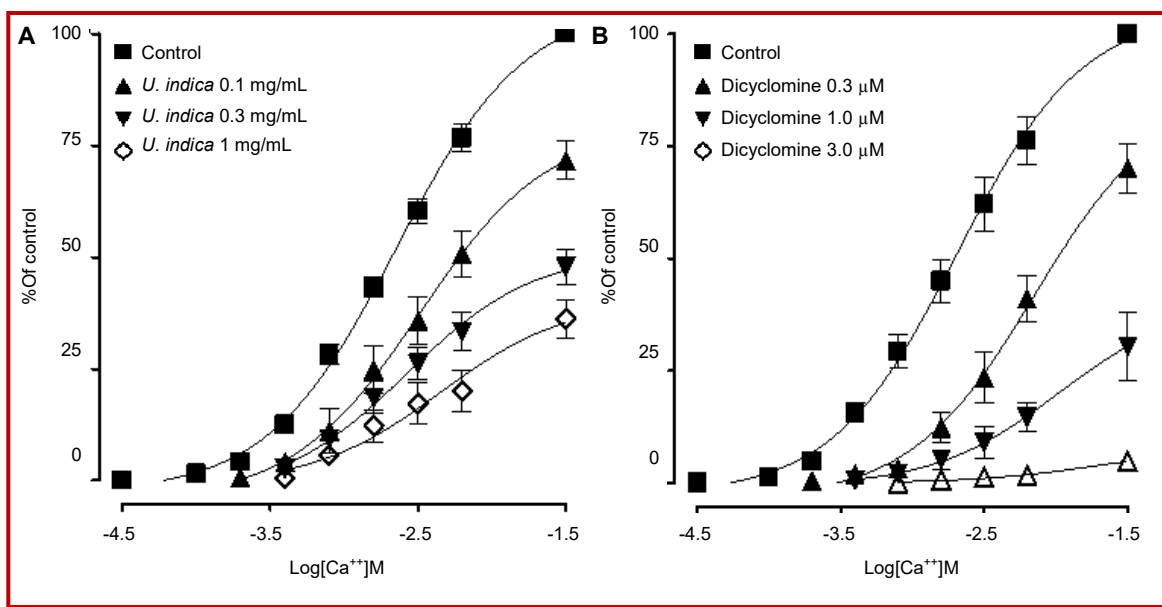 A
100
75
50
25
0
%Of control
Control
U. indica 0.1 mg/mL
U. indica 0.3 mg/mL
U. indica 1 mg/mL
-4.5 -3.5 -2.5 -1.5
Log[Ca⁺⁺]M
B
100
75
50
25
0
%Of control
Control
Dicyclomine 0.3 μM
Dicyclomine 1.0 μM
Dicyclomine 3.0 μM
-4.5 -3.5 -2.5 -1.5
Log[Ca⁺⁺]M